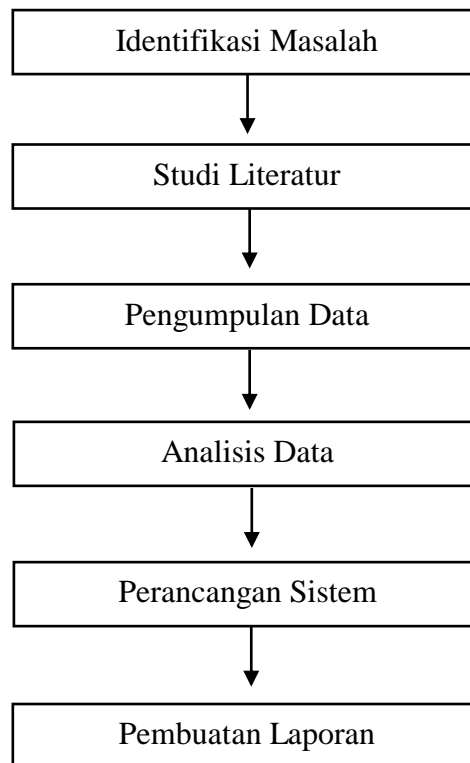 Identifikasi Masalah
Studi Literatur
Pengumpulan Data
Analisis Data
Perancangan Sistem
Pembuatan Laporan